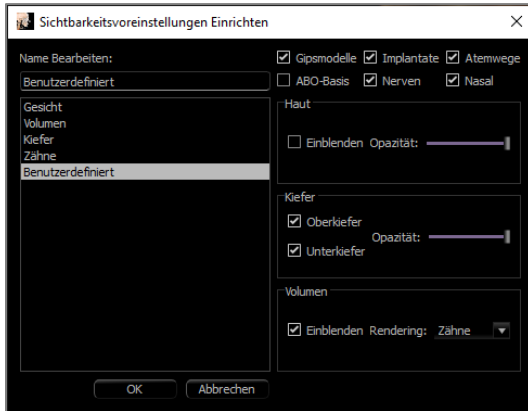 Sichtbarkeitsvoreinstellungen Einrichten
Name Bearbeiten:
Benutzerdefiniert
Gesicht
Volumen
Kiefer
Zähne
Benutzerdefiniert
OK Abbrechen
Gipsmodelle Implantate Atemwege
ABO-Basis Nerven Nasal
Haut
Einblenden Opazität:
Kiefer
Oberkiefer
Opazität:
Unterkiefer
Volumen
Einblenden Rendering: Zähne